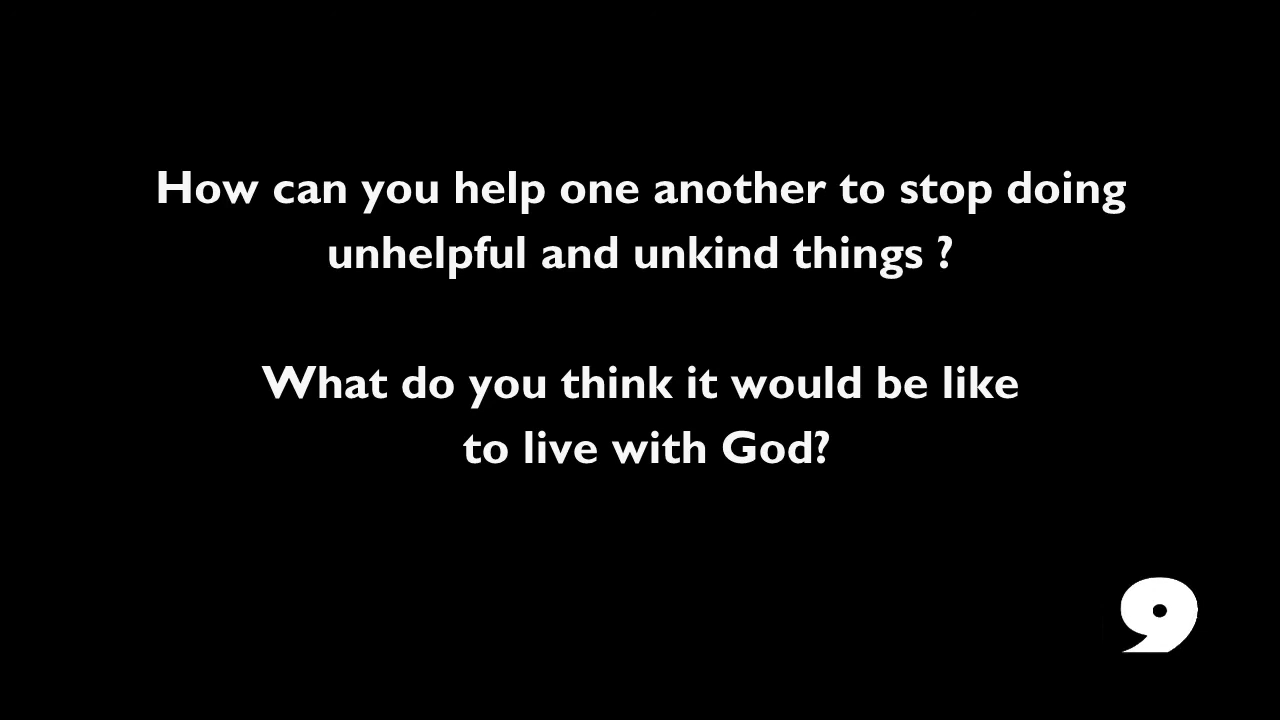 How can you help one another to stop doing
unhelpful and unkind things ?
What do you think it would be like
to live with God?
9